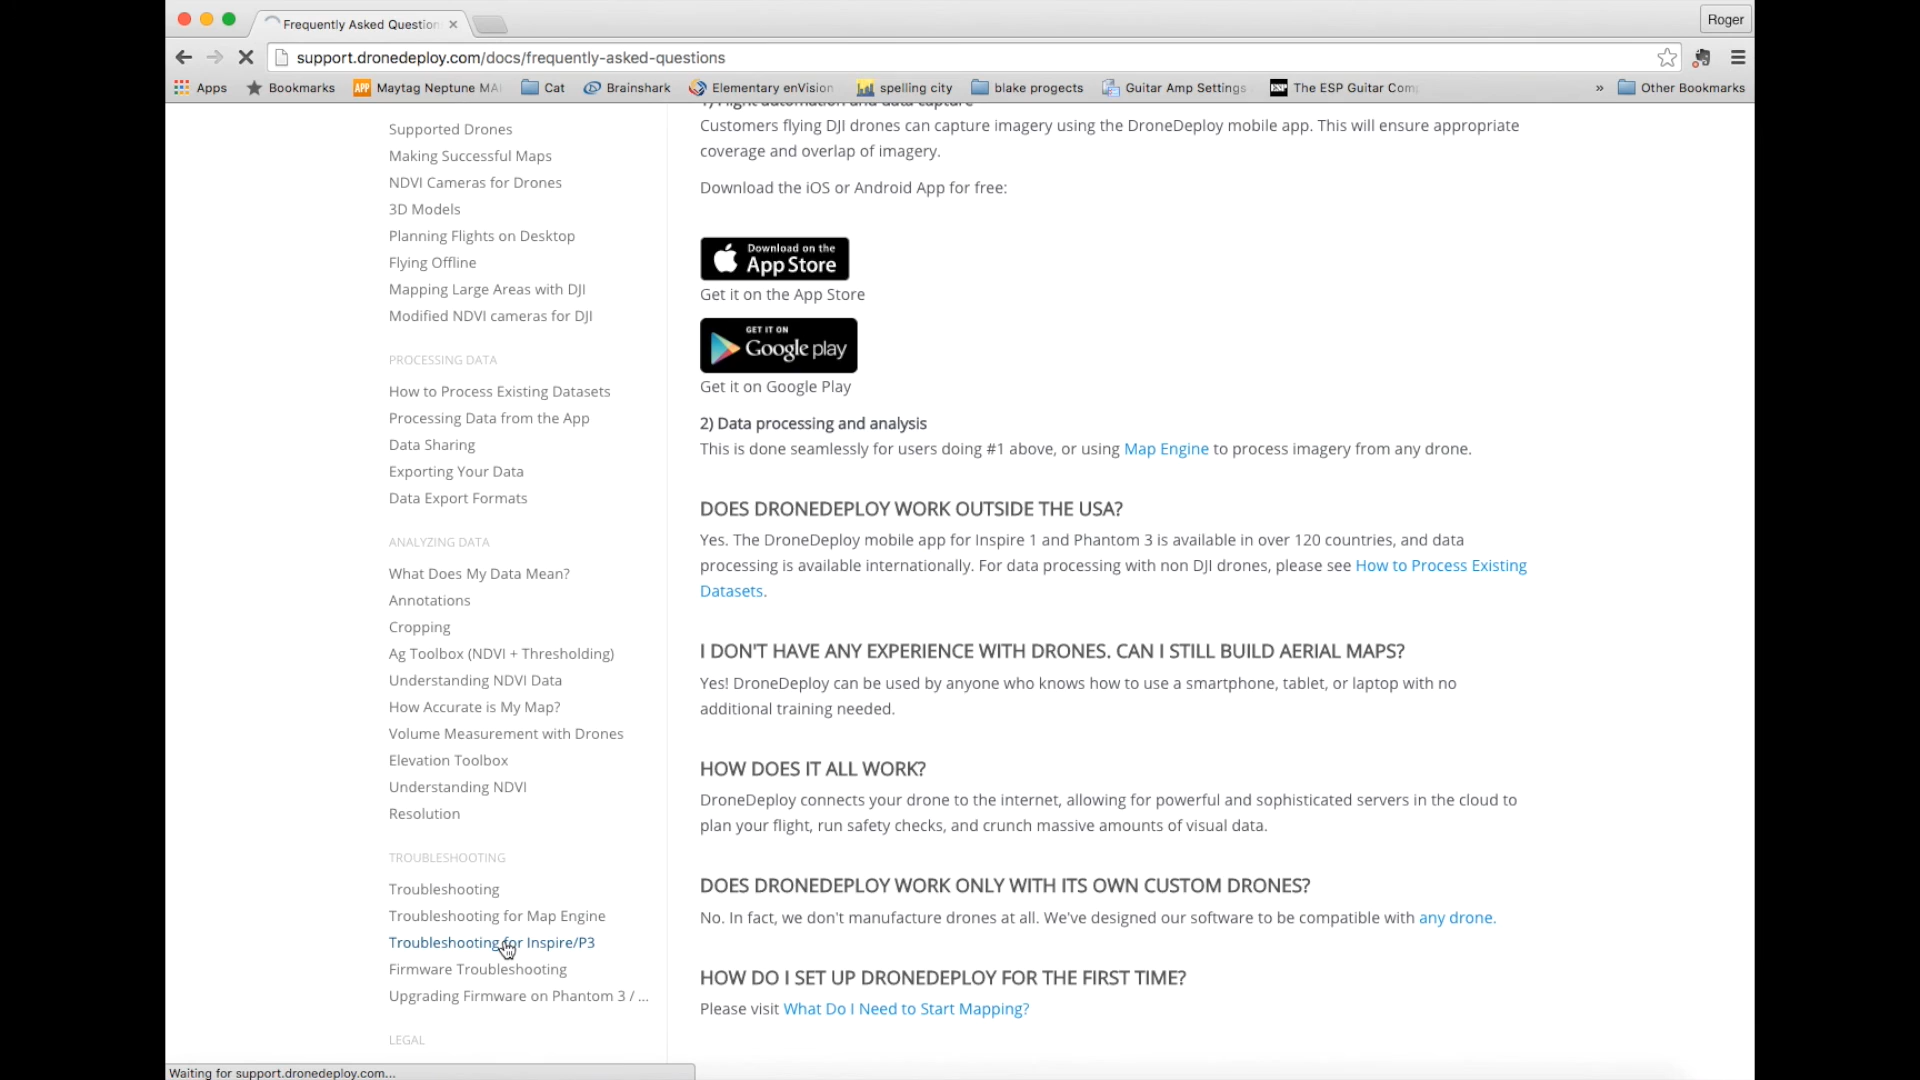 Frequently Asked Question
Roger
support.dronedeploy.com/docs/frequently-asked-questions
Apps
Bookmarks
APP
Maytag Neptune MA
Cat
Brainshark
Elementary enVision
spelling city
blake progects
Guitar Amp Settings
ESP
The ESP Guitar Com
»
Other Bookmarks
Supported Drones
Making Successful Maps
NDVI Cameras for Drones
3D Models
Planning Flights on Desktop
Flying Offline
Mapping Large Areas with DJI
Modified NDVI cameras for DJI
PROCESSING DATA
How to Process Existing Datasets
Processing Data from the App
Data Sharing
Exporting Your Data
Data Export Formats
ANALYZING DATA
What Does My Data Mean?
Annotations
Cropping
Ag Toolbox (NDVI + Thresholding)
Understanding NDVI Data
How Accurate is My Map?
Volume Measurement with Drones
Elevation Toolbox
Understanding NDVI
Resolution
TROUBLESHOOTING
Troubleshooting
Troubleshooting for Map Engine
Troubleshooting for Inspire/P3
Firmware Troubleshooting
Upgrading Firmware on Phantom 3 / ...
LEGAL
1) Flight automation and data capture
Customers flying DJI drones can capture imagery using the DroneDeploy mobile app. This will ensure appropriate
coverage and overlap of imagery.
Download the iOS or Android App for free:
Download on the
App Store
Get it on the App Store
GET IT ON
Google play
Get it on Google Play
2) Data processing and analysis
This is done seamlessly for users doing #1 above, or using Map Engine to process imagery from any drone.
DOES DRONEDEPLOY WORK OUTSIDE THE USA?
Yes. The DroneDeploy mobile app for Inspire 1 and Phantom 3 is available in over 120 countries, and data
processing is available internationally. For data processing with non DJI drones, please see How to Process Existing
Datasets.
I DON'T HAVE ANY EXPERIENCE WITH DRONES. CAN I STILL BUILD AERIAL MAPS?
Yes! DroneDeploy can be used by anyone who knows how to use a smartphone, tablet, or laptop with no
additional training needed.
HOW DOES IT ALL WORK?
DroneDeploy connects your drone to the internet, allowing for powerful and sophisticated servers in the cloud to
plan your flight, run safety checks, and crunch massive amounts of visual data.
DOES DRONEDEPLOY WORK ONLY WITH ITS OWN CUSTOM DRONES?
No. In fact, we don't manufacture drones at all. We've designed our software to be compatible with any drone.
HOW DO I SET UP DRONEDEPLOY FOR THE FIRST TIME?
Please visit What Do I Need to Start Mapping?
Waiting for support.dronedeploy.com...